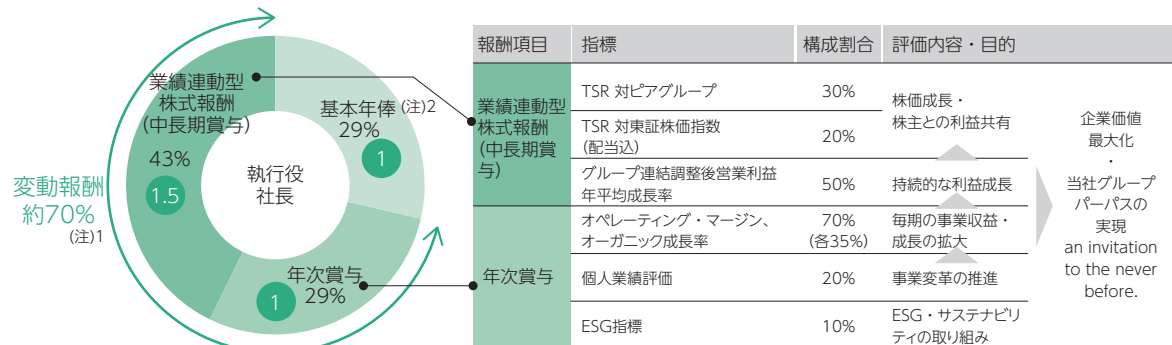 業績連動型
株式報酬
(中長期賞与)
43%
1.5
基本年俸 (注)2
29%
1
執行役
社長
変動報酬
約70%
(注)1
年次賞与
29%
1
報酬項目 指標 構成割合 評価内容・目的
業績連動型
株式報酬
(中長期賞
与)
TSR 対ピアグループ 30%
TSR 対東証株価指数
(配当込) 20%
株価成長・
株主との利益共有
グループ連結調整後営業利益
年平均成長率 50% 持続的な利益成長
年次賞与
オペレーティング・マージン、
オーガニック成長率
70%
(各35%)
毎期の事業収益・
成長の拡大
個人業績評価 20% 事業変革の推進
ESG指標 10%
ESG・サステナビリ
ティの取り組み
企業価値
最大化
・
当社グループ
パーパスの
実現
an invitation
to the never
before.